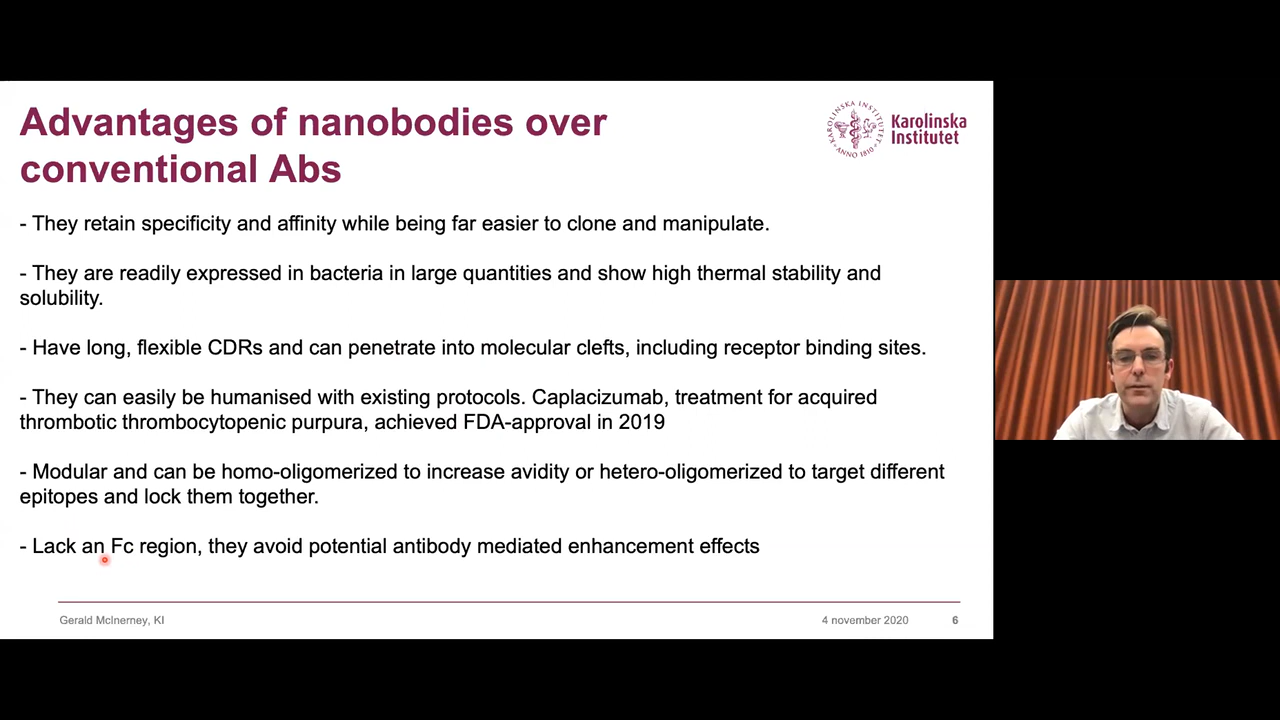 Advantages of nanobodies over
conventional Abs
KAROLINSKA INSTITUTET
ANNO 1810
Karolinska
Institutet
- They retain specificity and affinity while being far easier to clone and manipulate.
- They are readily expressed in bacteria in large quantities and show high thermal stability and
solubility.
- Have long, flexible CDRs and can penetrate into molecular clefts, including receptor binding sites.
- They can easily be humanised with existing protocols. Caplacizumab, treatment for acquired
thrombotic thrombocytopenic purpura, achieved FDA-approval in 2019
- Modular and can be homo-oligomerized to increase avidity or hetero-oligomerized to target different
epitopes and lock them together.
- Lack an Fc region, they avoid potential antibody mediated enhancement effects
Gerald McInerney, KI
4 november 2020
6